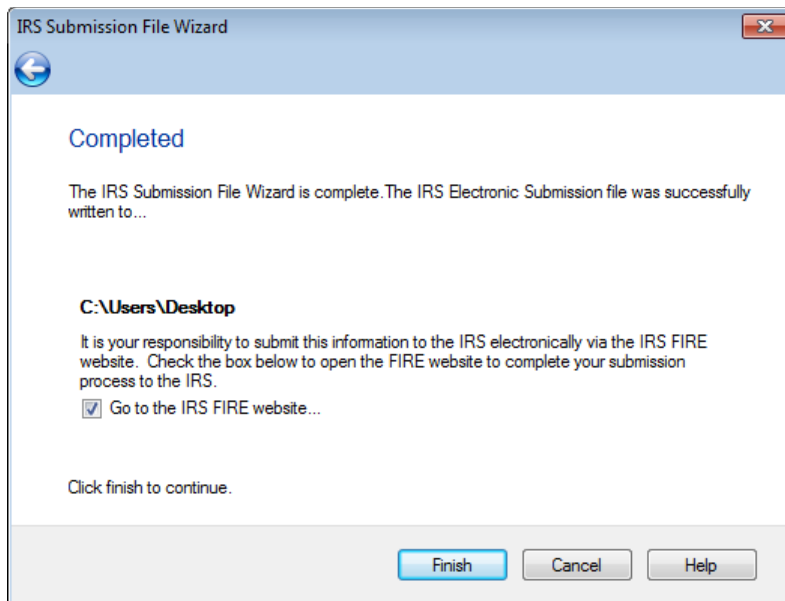 IRS Submission File Wizard
Completed
The IRS Submission File Wizard is complete.The IRS Electronic Submission file was successfully
written to...
C:\Users\Desktop
It is your responsibility to submit this information to the IRS electronically via the IRS FIRE
website.  Check the box below to open the FIRE website to complete your submission
process to the IRS.
Go to the IRS FIRE website...
Click finish to continue.
Finish
Cancel
Help